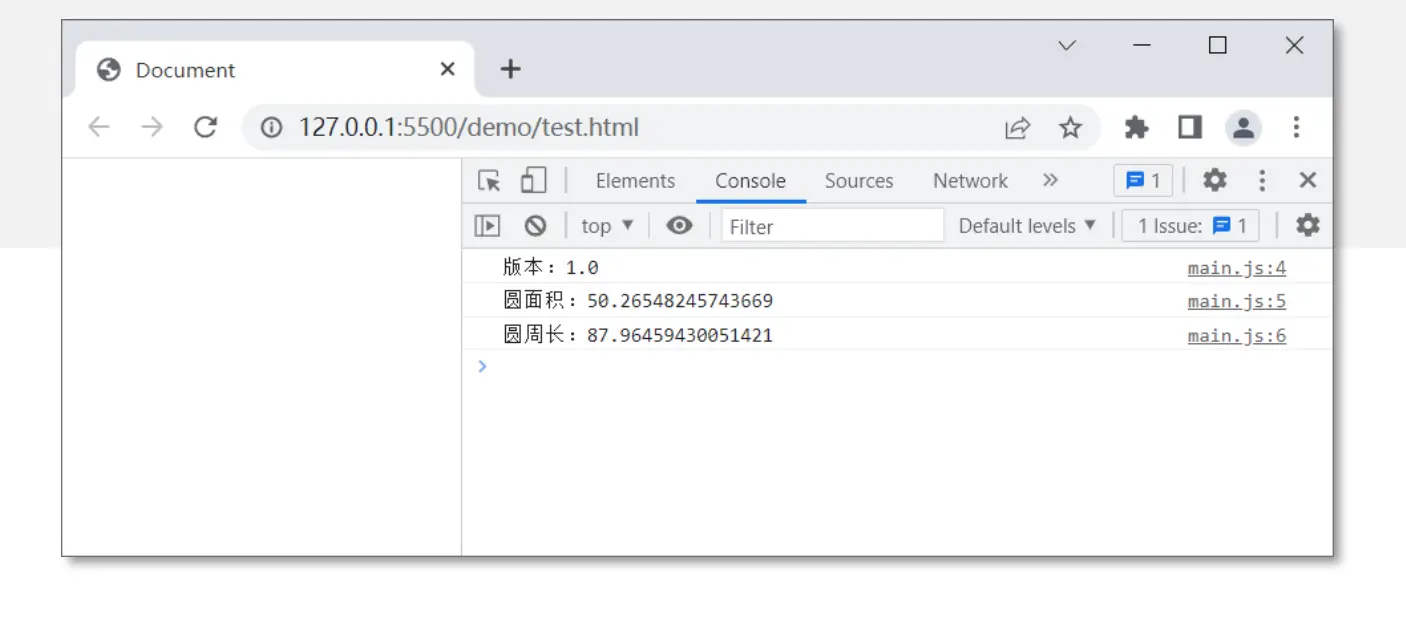 Document
127.0.0.1:5500/demo/test.html
Elements Console Sources Network 1
top Filter Default levels 1 Issue: 1
版本：1.0 main.js:4
圆面积：50.26548245743669 main.js:5
圆周长：87.96459430051421 main.js:6